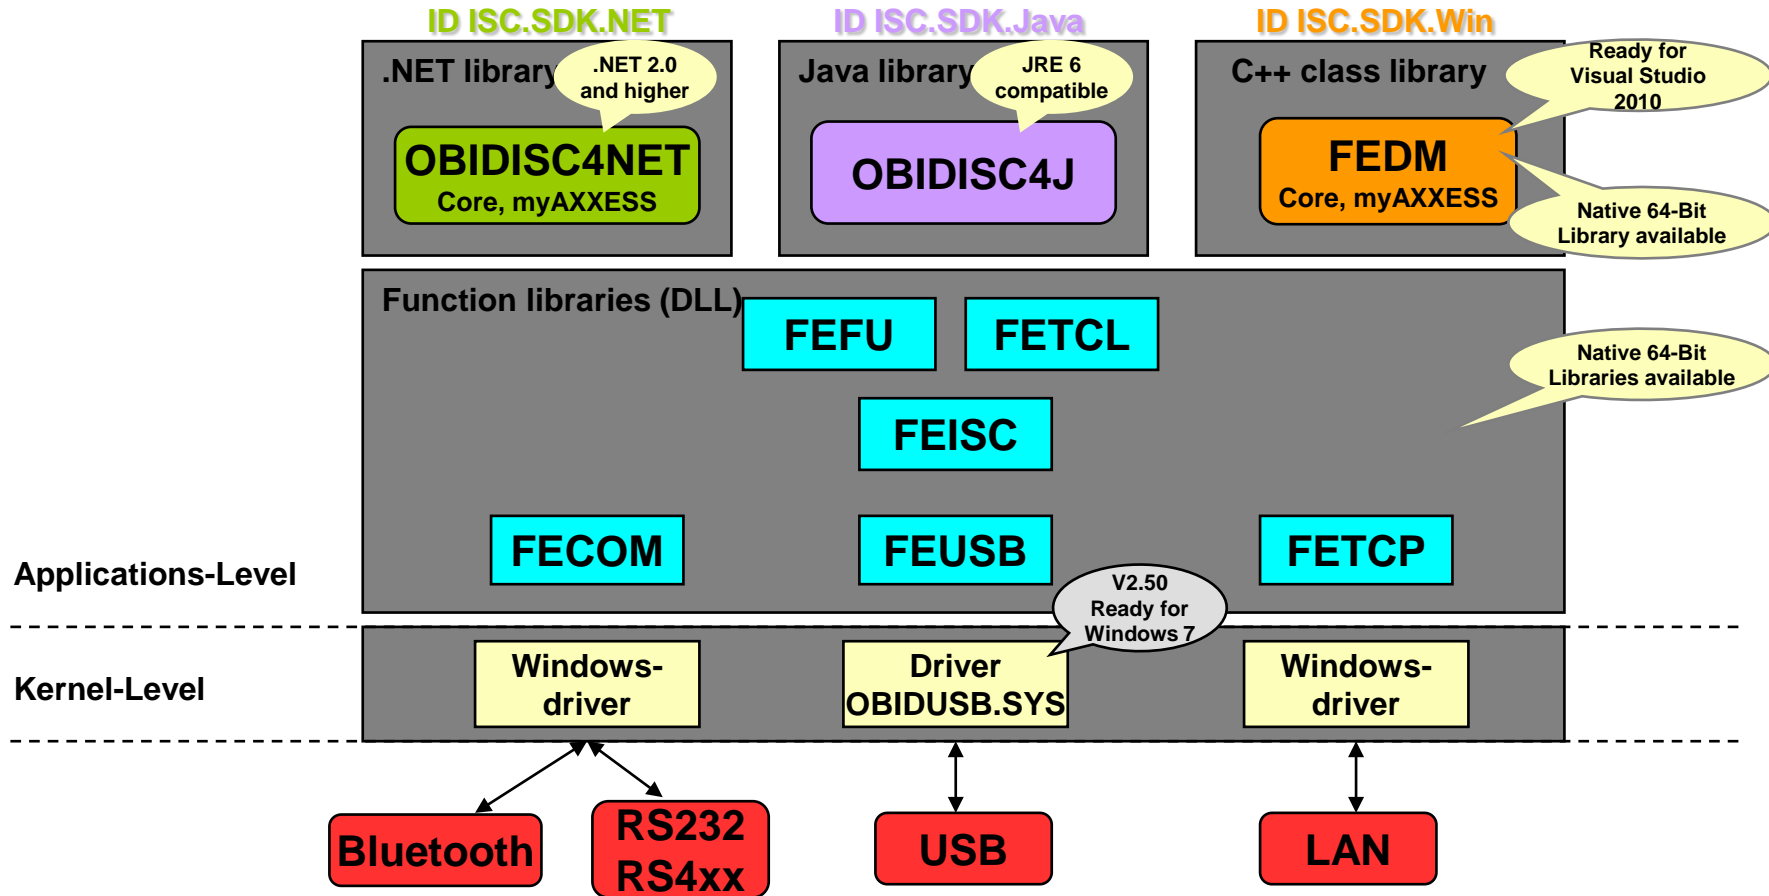 ID ISC.SDK.NET
ID ISC.SDK.Java
ID ISC.SDK.Win
.NET library
.NET 2.0
and higher
OBIDISC4NET
Core, myAXXESS
Java library
JRE 6
compatible
OBIDISC4J
C++ class library
Ready for
Visual Studio
2010
FEDM
Core, myAXXESS
Native 64-Bit
Library available
Function libraries (DLL)
FEFU
FETCL
Native 64-Bit
Libraries available
FEISC
FECOM
FEUSB
FETCP
Applications-Level
V2.50
Ready for
Windows 7
Kernel-Level
Windows-
driver
Driver
OBIDUSB.SYS
Windows-
driver
Bluetooth
RS232
RS4xx
USB
LAN